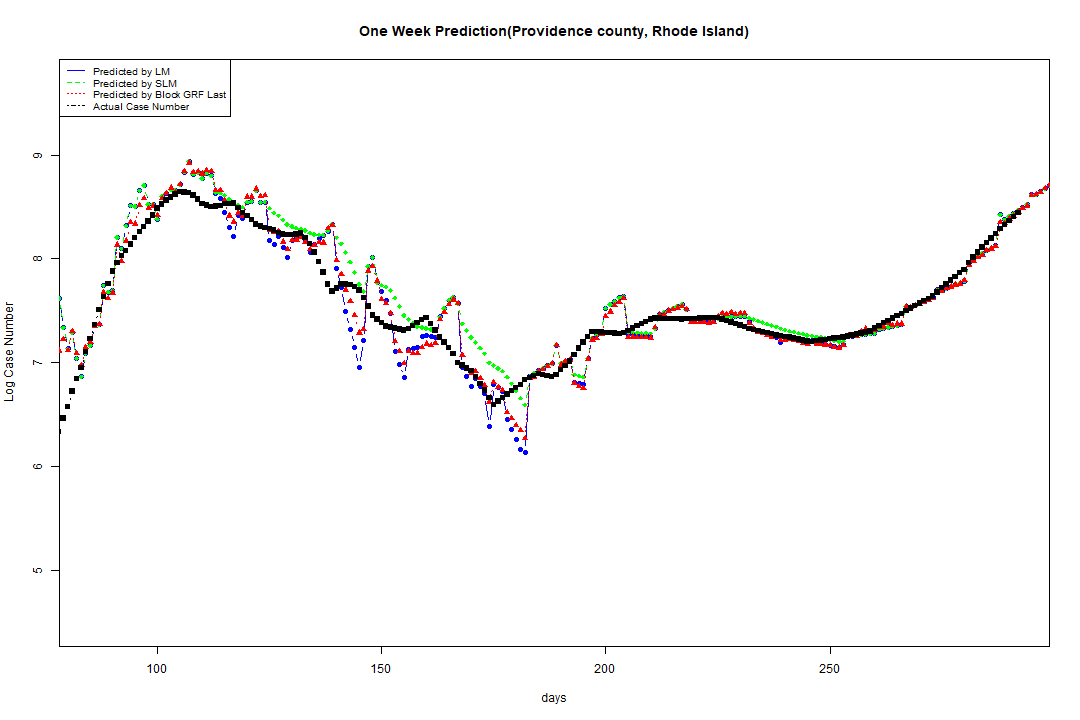 One Week Prediction(Providence county, Rhode Island)
Predicted by LM
Predicted by SLM
Predicted by Block GRF Last
Actual Case Number
9
8
7
6
5
Log Case Number
100 150 200 250
days